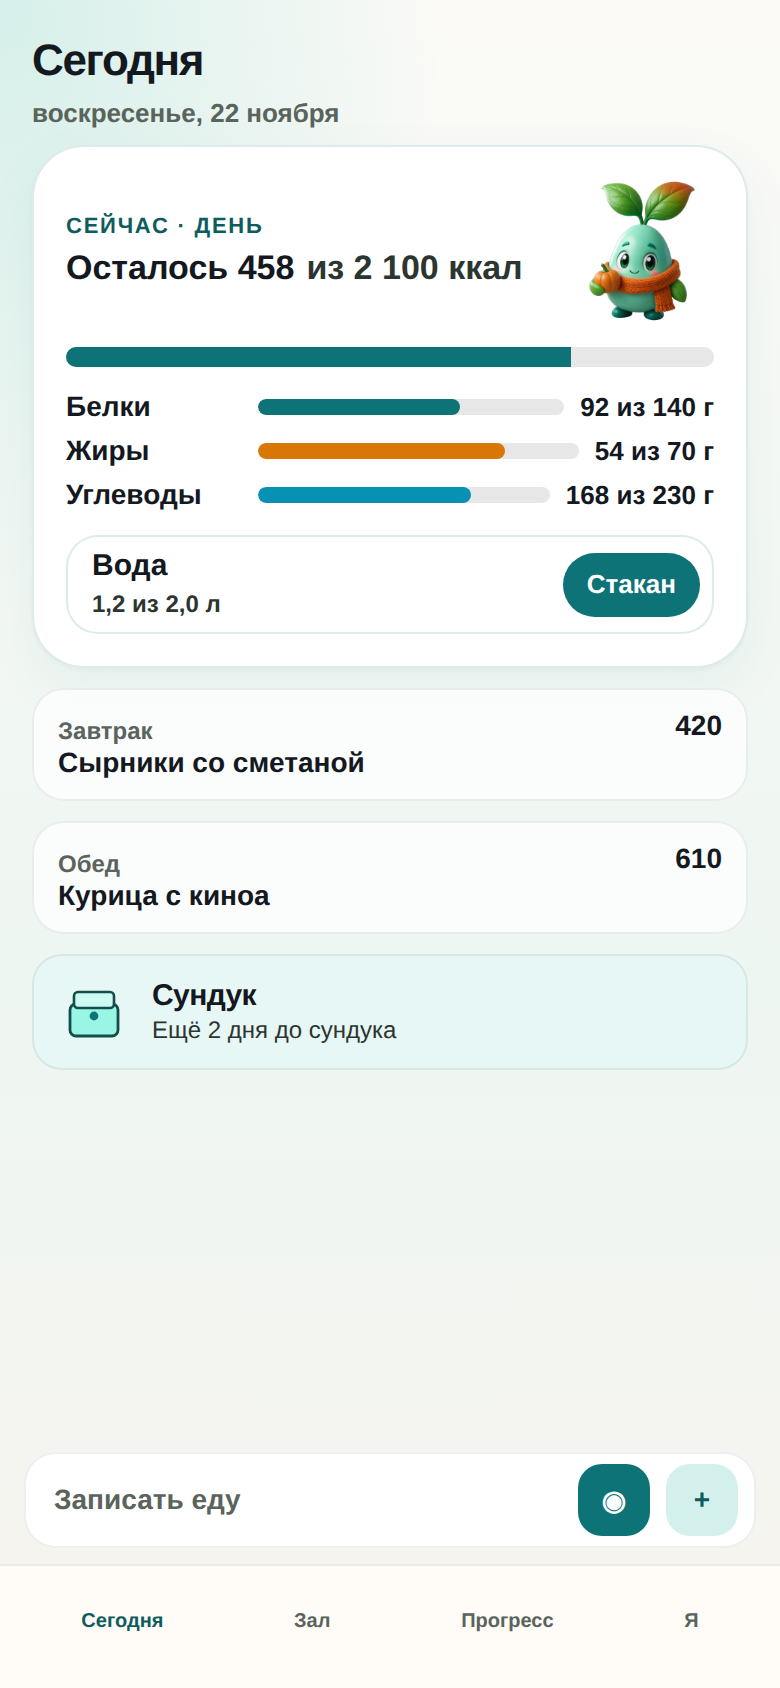 Сегодня
воскресенье, 22 ноября
СЕЙЧАС · ДЕНЬ
Осталось 458 из 2 100 ккал
Белки 92 из 140 г
Жиры 54 из 70 г
Углеводы 168 из 230 г
Вода
1,2 из 2,0 л
Стакан
Завтрак 420
Сырники со сметаной
Обед 610
Курица с киноа
Сундук
Ещё 2 дня до сундука
Записать еду ◉ +
Сегодня Зал Прогресс Я